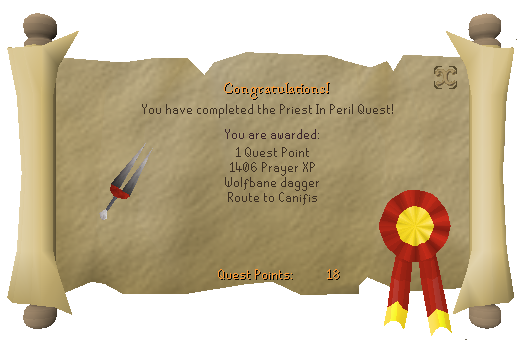 Congratulations!
You have completed the Priest In Peril Quest!
You are awarded:
1 Quest Point
1406 Prayer XP
Wolfbane dagger
Route to Canifis
Quest Points: 18